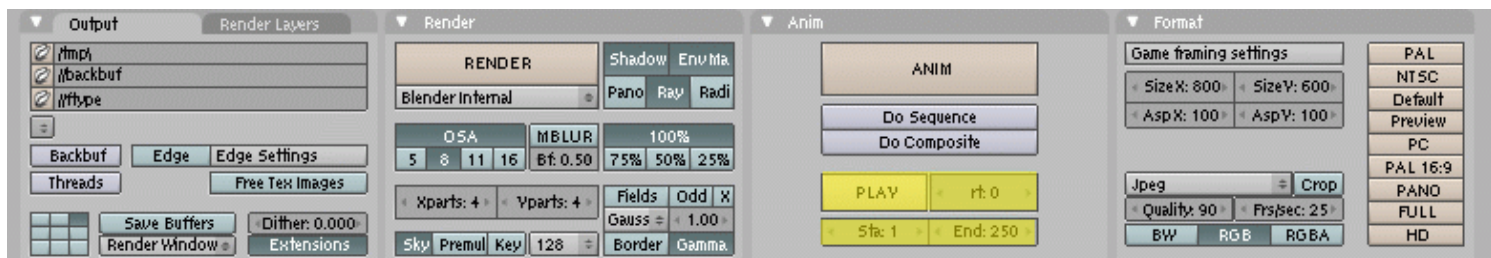 Output
Render Layers
/tmp\
//backbuf
//ftype
Backbuf
Edge
Edge Settings
Threads
Free Tex Images
Save Buffers
Dither: 0.000
Render Window
Extensions
Render
RENDER
Shadow
EnvMa
Blender Internal
Pano
Ray
Radi
OSA
MBLUR
100%
5
8
11
16
Bf: 0.50
75%
50%
25%
Xparts: 4
Yparts: 4
Fields
Odd
X
Gauss
1.00
Sky
Premul
Key
128
Border
Gamma
Anim
ANIM
Do Sequence
Do Composite
PLAY
rt: 0
Sta: 1
End: 250
Format
Game framing settings
SizeX: 800
SizeY: 600
AspX: 100
AspY: 100
Jpeg
Crop
Quality: 90
Frs/sec: 25
BW
RGB
RGBA
PAL
NTSC
Default
Preview
PC
PAL 16:9
PANO
FULL
HD